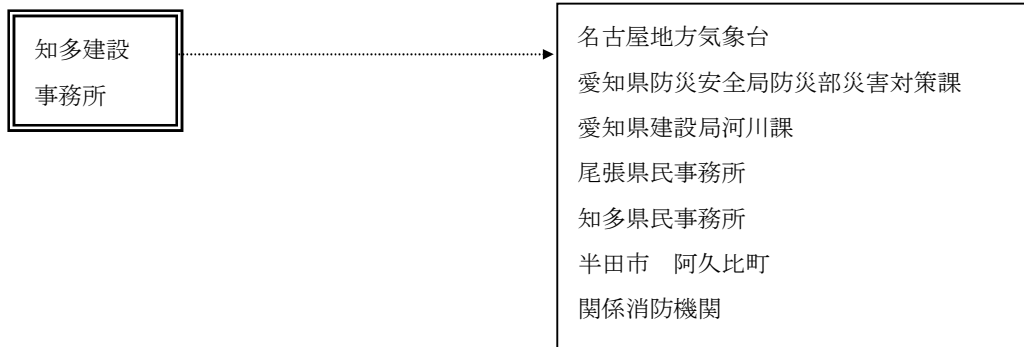 知多建設
事務所
名古屋地方気象台
愛知県防災安全局防災部災害対策課
愛知県建設局河川課
尾張県民事務所
知多県民事務所
半田市　阿久比町
関係消防機関